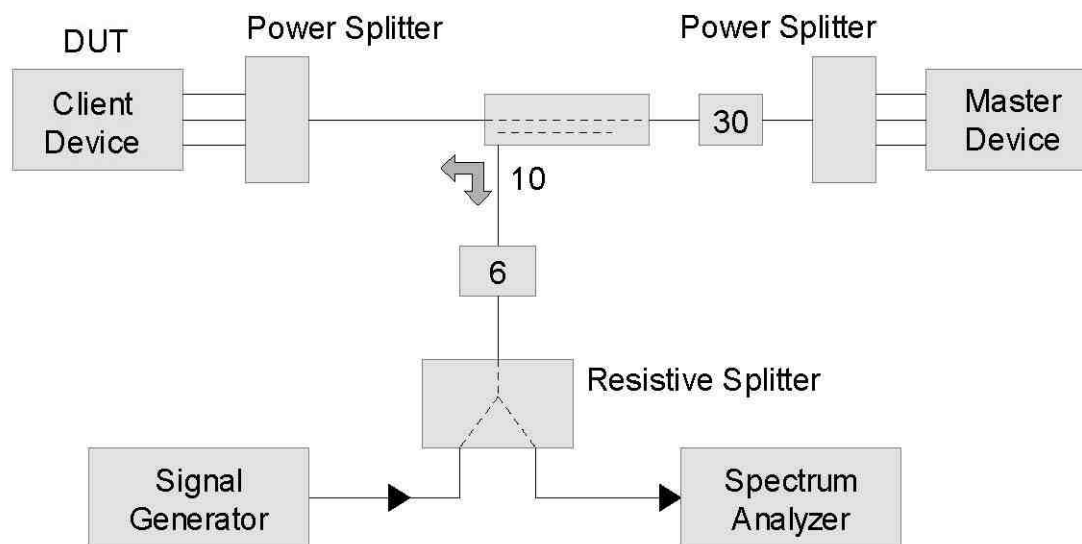 Power Splitter
Power Splitter
DUT
Client
Device
30
Master
Device
10
6
Resistive Splitter
Signal
Generator
Spectrum
Analyzer